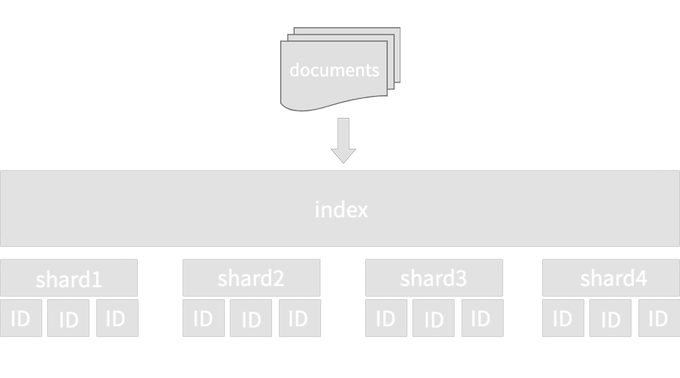 documents
index
shard1 shard2 shard3 shard4
ID ID ID ID ID ID ID ID ID ID ID ID